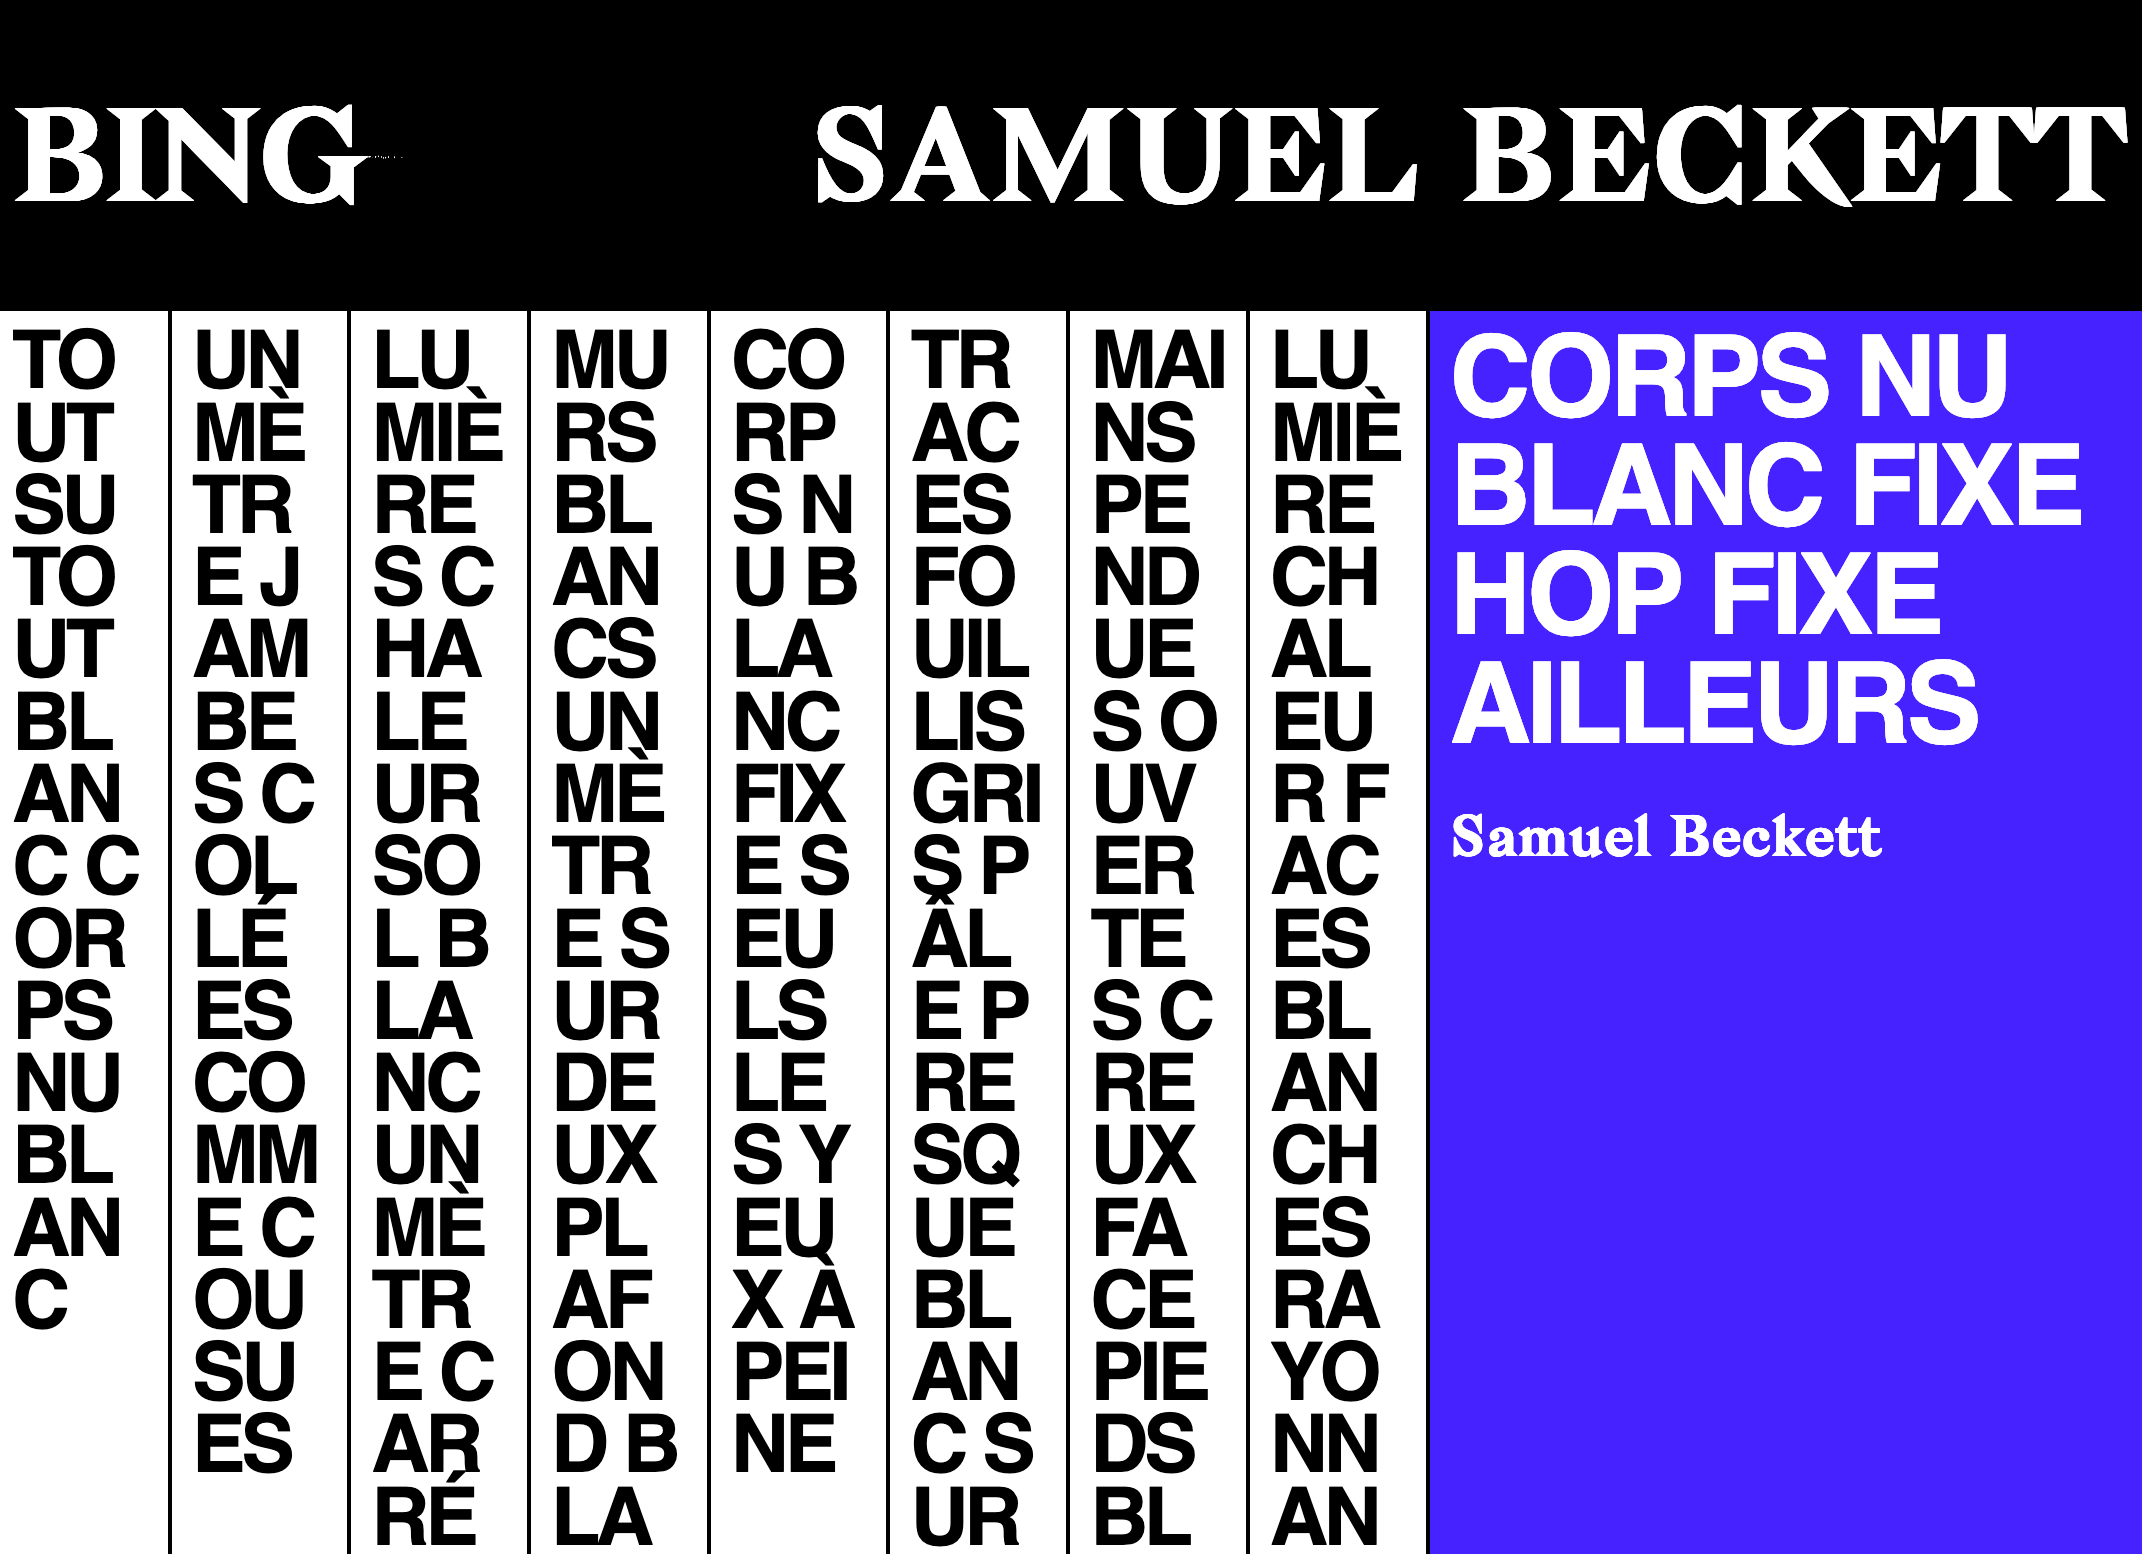 BING SAMUEL BECKETT
TO
UT
SU
TO
UT
BL
AN
C C
OR
PS
NU
BL
AN
C
UN
MÈ
TR
E J
AM
BE
S C
OL
LÉ
ES
CO
MM
E C
OU
SU
ES
LU
MIÈ
RE
S C
HA
LE
UR
SO
L B
LA
NC
UN
MÈ
TR
E C
AR
RÉ
MU
RS
BL
AN
CS
UN
MÈ
TR
E S
UR
DE
UX
PL
AF
ON
D B
LA
CO
RP
S N
U B
LA
NC
FIX
E S
EU
LS
LE
S Y
EU
X À
PEI
NE
TR
AC
ES
FO
UIL
LIS
GRI
S P
ÂL
E P
RE
SQ
UE
BL
AN
C S
UR
MAI
NS
PE
ND
UE
S O
UV
ER
TE
S C
RE
UX
FA
CE
PIE
DS
BL
LU
MIÈ
RE
CH
AL
EU
R F
AC
ES
BL
AN
CH
ES
RA
YO
NN
AN
CORPS NU
BLANC FIXE
HOP FIXE
AILLEURS
Samuel Beckett